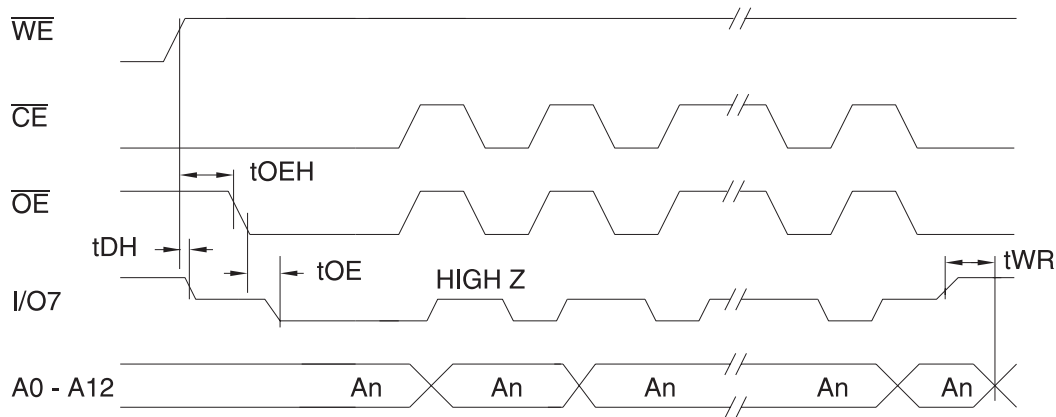 WE
CE
tOEH
OE
tDH
tOE
tWR
HIGH Z
I/O7
A0 - A12 An An An An An